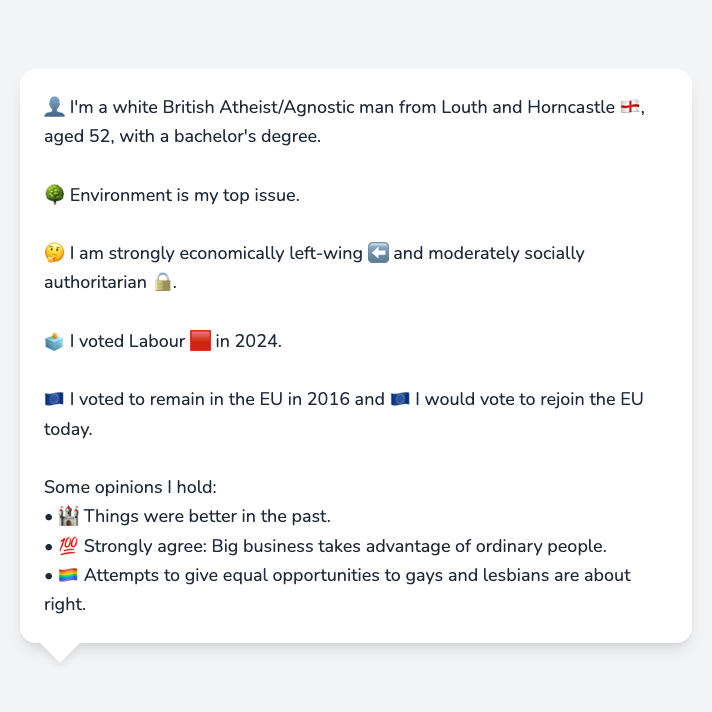 👤 I'm a white British Atheist/Agnostic man from Louth and Horncastle 🏴󠁧󠁢󠁥󠁮󠁧󠁿,
aged 52, with a bachelor's degree.
🌳 Environment is my top issue.
🤔 I am strongly economically left-wing ⬅️ and moderately socially
authoritarian 🔒.
🗳️ I voted Labour 🟥 in 2024.
🇪🇺 I voted to remain in the EU in 2016 and 🇪🇺 I would vote to rejoin the EU
today.
Some opinions I hold:
• 🏰 Things were better in the past.
• 💯 Strongly agree: Big business takes advantage of ordinary people.
• 🏳️‍🌈 Attempts to give equal opportunities to gays and lesbians are about
right.